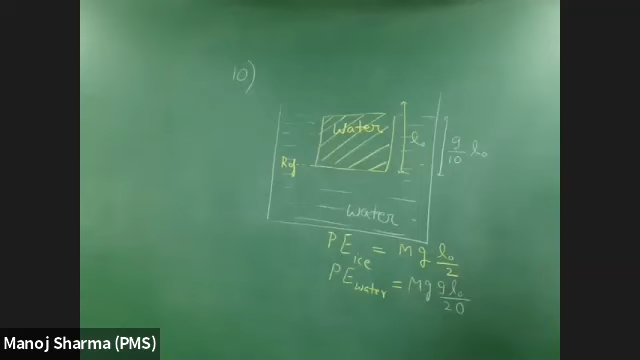 10)
water
l₀
9/10 l₀
Ref
water
PE_ice = Mg l₀/2
PE_water = Mg 9l₀/20
Manoj Sharma (PMS)